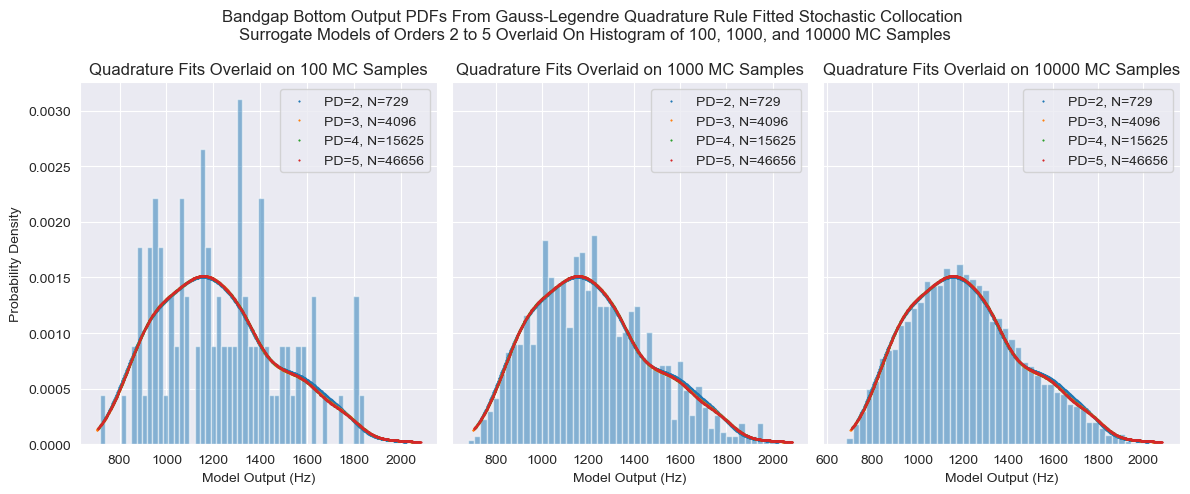 Bandgap Bottom Output PDFs From Gauss-Legendre Quadrature Rule Fitted Stochastic Collocation
Surrogate Models of Orders 2 to 5 Overlaid On Histogram of 100, 1000, and 10000 MC Samples
Quadrature Fits Overlaid on 100 MC Samples
Quadrature Fits Overlaid on 1000 MC Samples
Quadrature Fits Overlaid on 10000 MC Samples
Probability Density
0.0030
0.0025
0.0020
0.0015
0.0010
0.0005
0.0000
PD=2, N=729
PD=3, N=4096
PD=4, N=15625
PD=5, N=46656
800 1000 1200 1400 1600 1800 2000
Model Output (Hz)
PD=2, N=729
PD=3, N=4096
PD=4, N=15625
PD=5, N=46656
800 1000 1200 1400 1600 1800 2000
Model Output (Hz)
PD=2, N=729
PD=3, N=4096
PD=4, N=15625
PD=5, N=46656
600 800 1000 1200 1400 1600 1800 2000
Model Output (Hz)